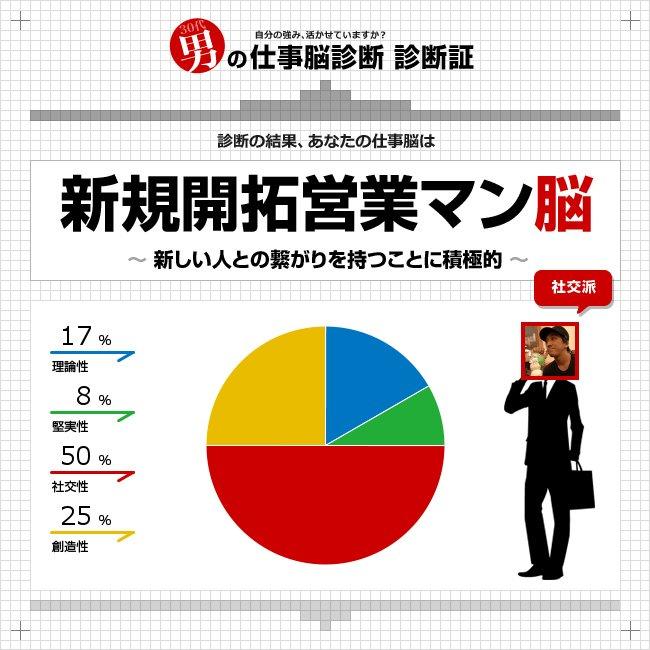 自分の強み、活かせていますか？
30代
男の仕事脳診断 診断証
診断の結果、あなたの仕事脳は
新規開拓営業マン脳
～ 新しい人との繋がりを持つことに積極的 ～
社交派
17 %
理論性
8 %
堅実性
50 %
社交性
25 %
創造性